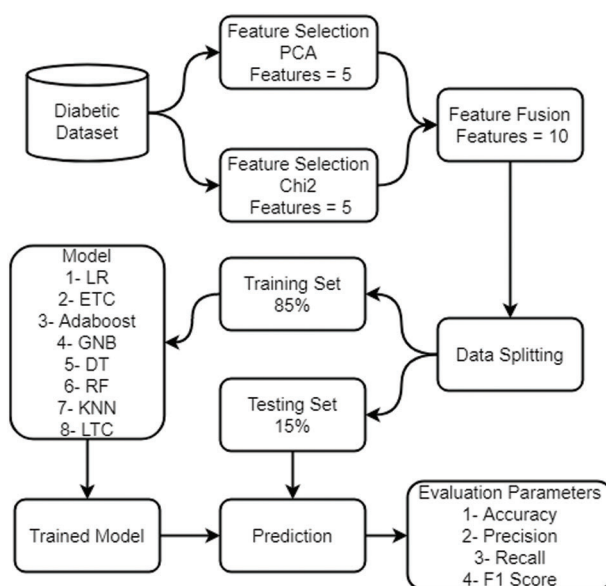 Diabetic
Dataset
Feature Selection
PCA
Features = 5
Feature Selection
Chi2
Features = 5
Feature Fusion
Features = 10
Data Splitting
Training Set
85%
Testing Set
15%
Model
1- LR
2- ETC
3- Adaboost
4- GNB
5- DT
6- RF
7- KNN
8- LTC
Trained Model
Prediction
Evaluation Parameters
1- Accuracy
2- Precision
3- Recall
4- F1 Score